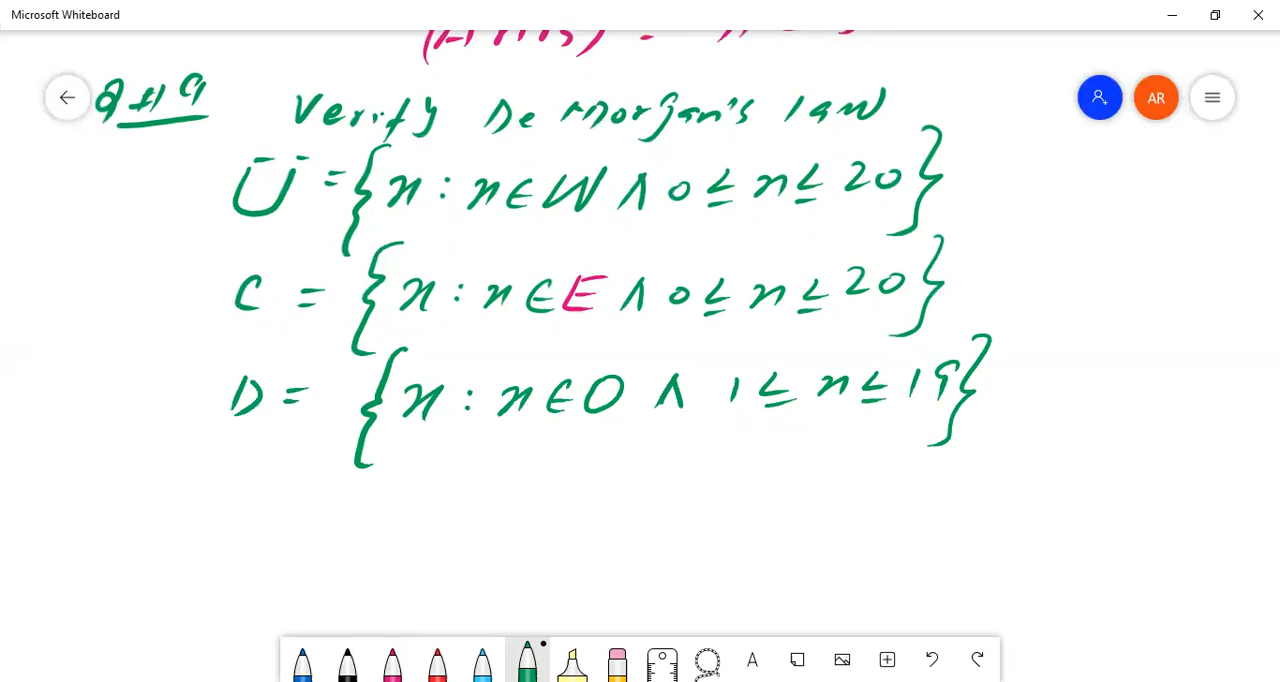 Microsoft Whiteboard
Q#9 Verify De Morgan's law
AR
U = {x : x ∈ W ∧ 0 ≤ x ≤ 20}
C = {x : x ∈ E ∧ 0 ≤ x ≤ 20}
D = {x : x ∈ O ∧ 1 ≤ x ≤ 19}
A